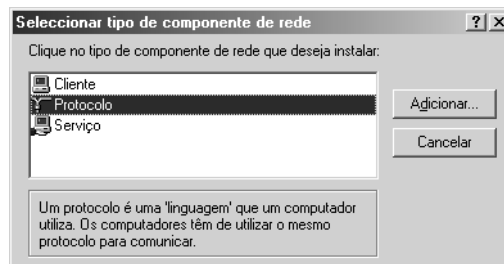 Seleccionar tipo de componente de rede
Clique no tipo de componente de rede que deseja instalar:
Cliente
Protocolo
Serviço
Adicionar...
Cancelar
Um protocolo é uma 'linguagem' que um computador
utiliza. Os computadores têm de utilizar o mesmo
protocolo para comunicar.